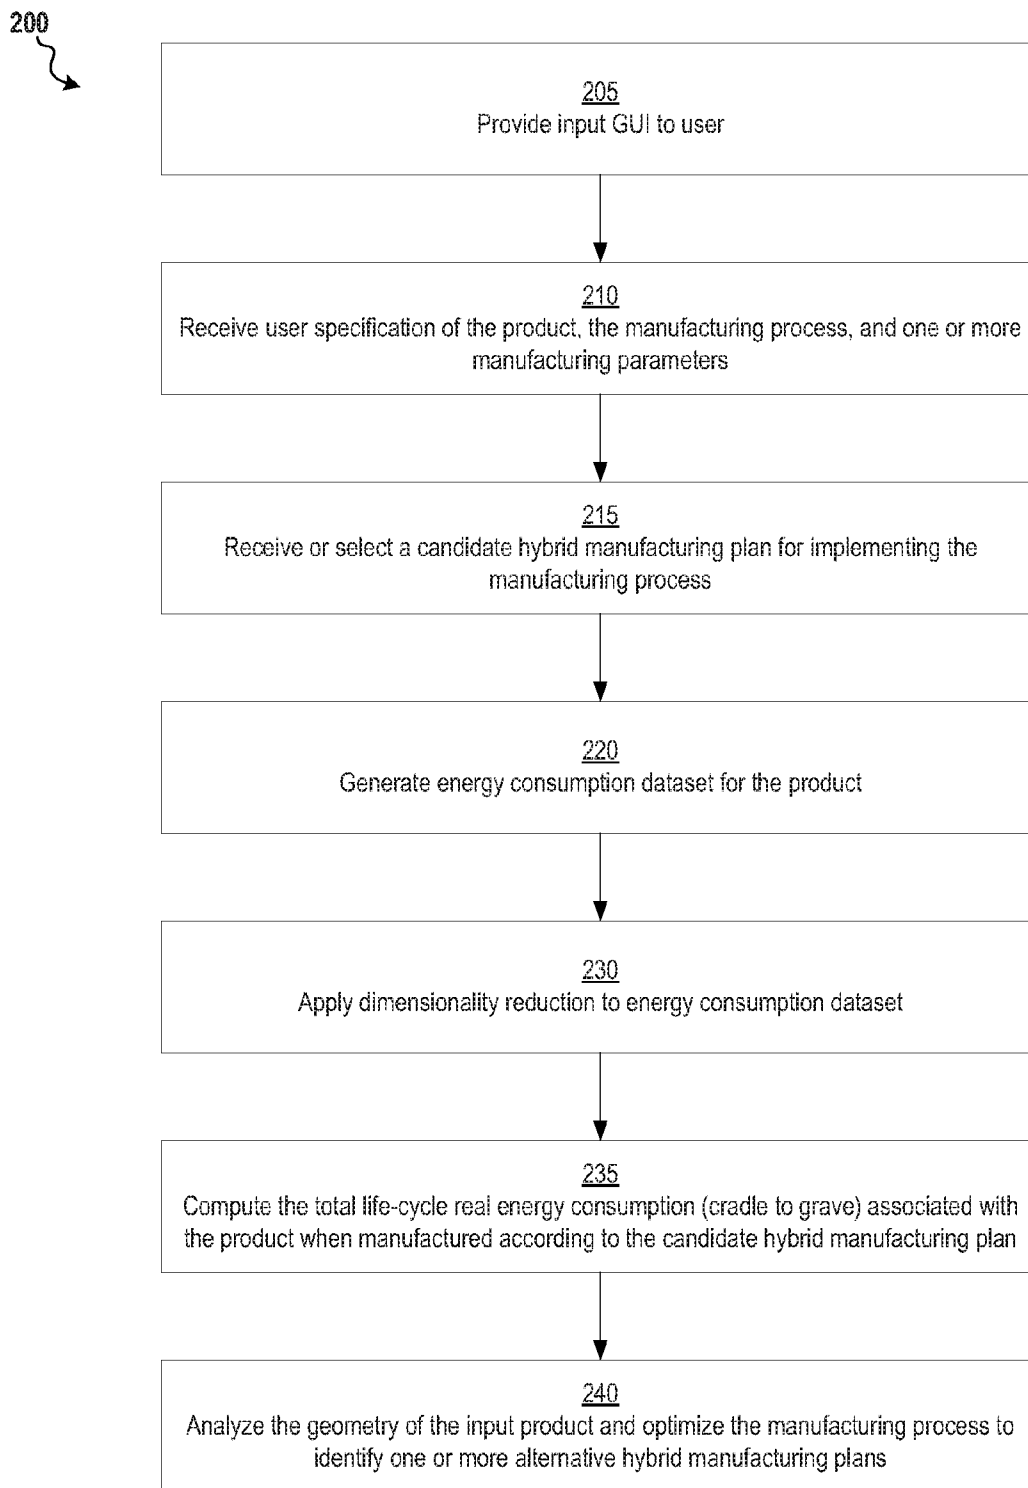 200
205
Provide input GUI to user
210
Receive user specification of the product, the manufacturing process, and one or more
manufacturing parameters
215
Receive or select a candidate hybrid manufacturing plan for implementing the
manufacturing process
220
Generate energy consumption dataset for the product
230
Apply dimensionality reduction to energy consumption dataset
235
Compute the total life-cycle real energy consumption (cradle to grave) associated with
the product when manufactured according to the candidate hybrid manufacturing plan
240
Analyze the geometry of the input product and optimize the manufacturing process to
identify one or more alternative hybrid manufacturing plans